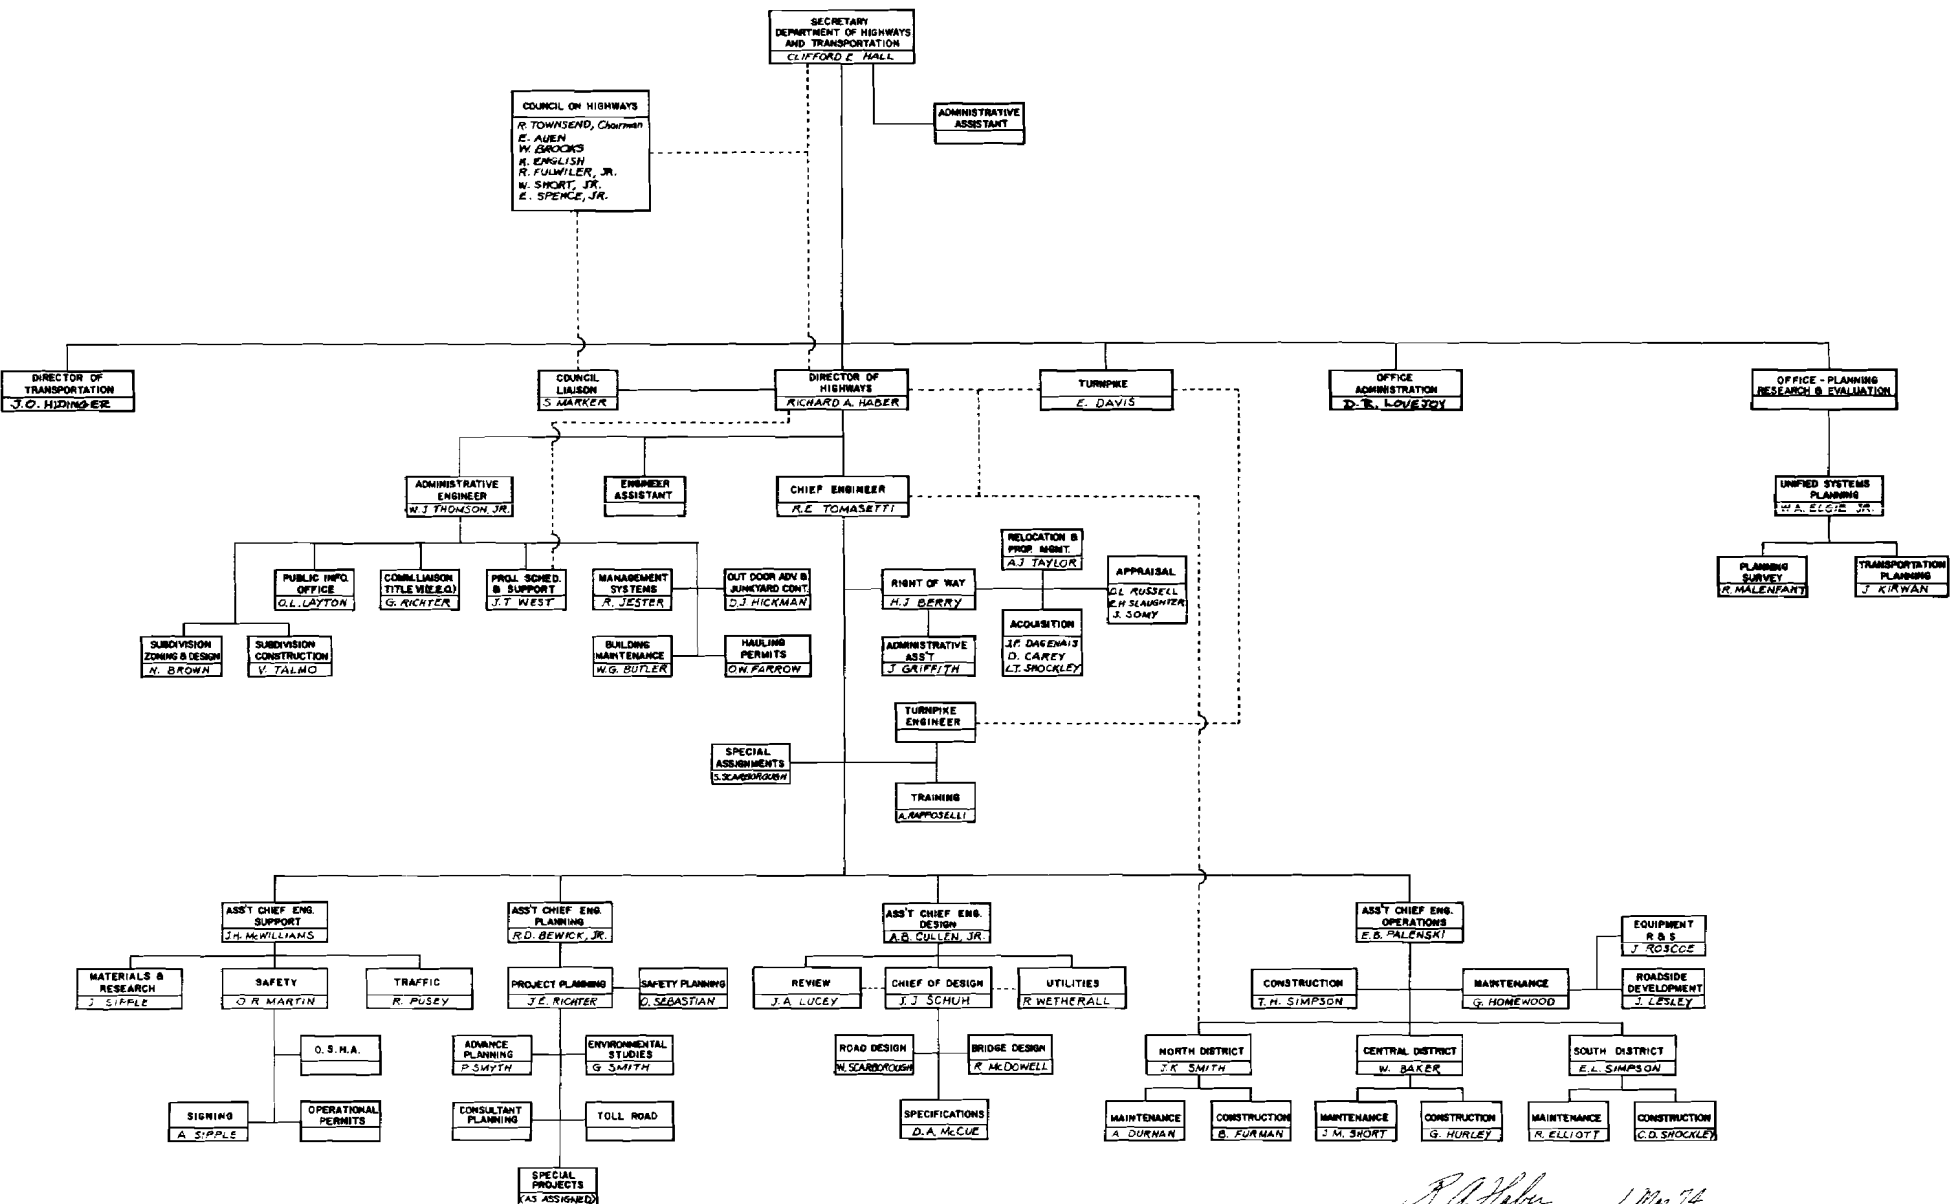 SECRETARY
DEPARTMENT OF HIGHWAYS
AND TRANSPORTATION
CLIFFORD E. HALL
ADMINISTRATIVE
ASSISTANT
COUNCIL ON HIGHWAYS
R. TOWNSEND, Chairman
E. AUEN
W. BROOKS
K. ENGLISH
R. FULWILER, JR.
W. SHORT, JR.
E. SPENCE, JR.
DIRECTOR OF
TRANSPORTATION
J.O. HIDINGER
COUNCIL
LIAISON
S. MARKER
DIRECTOR OF
HIGHWAYS
RICHARD A. HABER
TURNPIKE
E. DAVIS
OFFICE
ADMINISTRATION
D. R. LOVEJOY
OFFICE - PLANNING
RESEARCH & EVALUATION
ADMINISTRATIVE
ENGINEER
W.J. THOMSON, JR.
ENGINEER
ASSISTANT
CHIEF ENGINEER
R.E. TOMASETTI
UNIFIED SYSTEMS
PLANNING
W.A. ELGIE JR.
PLANNING
SURVEY
R. MALENFANT
TRANSPORTATION
PLANNING
J. KIRWAN
PUBLIC INFO.
OFFICE
O.L. LAYTON
COMM. LIAISON
TITLE VI (E.E.O.)
G. RICHTER
PROJ. SCHED.
& SUPPORT
J.T. WEST
MANAGEMENT
SYSTEMS
R. JESTER
OUT DOOR ADV. &
JUNKYARD CONT.
D.J. HICKMAN
SUBDIVISION
ZONING & DESIGN
N. BROWN
SUBDIVISION
CONSTRUCTION
V. TALMO
BUILDING
MAINTENANCE
W.G. BUTLER
HAULING
PERMITS
O.W. FARROW
RELOCATION &
PROP. MGMT.
A.J. TAYLOR
RIGHT OF WAY
H.J. BERRY
APPRAISAL
D.L. RUSSELL
E.H. SLAUGHTER
J. SOMY
ADMINISTRATIVE
ASS'T
J. GRIFFITH
ACQUISITION
J.P. DAGENAIS
D. CAREY
L.T. SHOCKLEY
TURNPIKE
ENGINEER
SPECIAL
ASSIGNMENTS
S. SCARBOROUGH
TRAINING
A. RAPPOSELLI
ASS'T CHIEF ENG.
SUPPORT
J.H. McWILLIAMS
ASS'T CHIEF ENG.
PLANNING
R.D. BEWICK, JR.
ASS'T CHIEF ENG.
DESIGN
A.B. CULLEN, JR.
ASS'T CHIEF ENG.
OPERATIONS
E.B. PALENSKI
EQUIPMENT
R & S
J. ROSCOE
MATERIALS &
RESEARCH
J. SIPPLE
SAFETY
O.R. MARTIN
TRAFFIC
R. PUSEY
PROJECT PLANNING
J.E. RICHTER
SAFETY PLANNING
O. SEBASTIAN
REVIEW
J.A. LUCEY
CHIEF OF DESIGN
J.J SCHUH
UTILITIES
R WETHERALL
CONSTRUCTION
T.H. SIMPSON
MAINTENANCE
G. HOMEWOOD
ROADSIDE
DEVELOPMENT
J. LESLEY
O.S.H.A.
SIGNING
A. SIPPLE
OPERATIONAL
PERMITS
ADVANCE
PLANNING
P SMYTH
ENVIRONMENTAL
STUDIES
G SMITH
CONSULTANT
PLANNING
TOLL ROAD
SPECIAL
PROJECTS
(AS ASSIGNED)
ROAD DESIGN
W. SCARBOROUGH
BRIDGE DESIGN
R McDOWELL
SPECIFICATIONS
D.A. McCUE
NORTH DISTRICT
J.K SMITH
CENTRAL DISTRICT
W. BAKER
SOUTH DISTRICT
E.L. SIMPSON
MAINTENANCE
A DURHAN
CONSTRUCTION
B. FURMAN
MAINTENANCE
J.M. SHORT
CONSTRUCTION
G. HURLEY
MAINTENANCE
R. ELLIOTT
CONSTRUCTION
C.D. SHOCKLEY
R A Haber 1 Mar 74